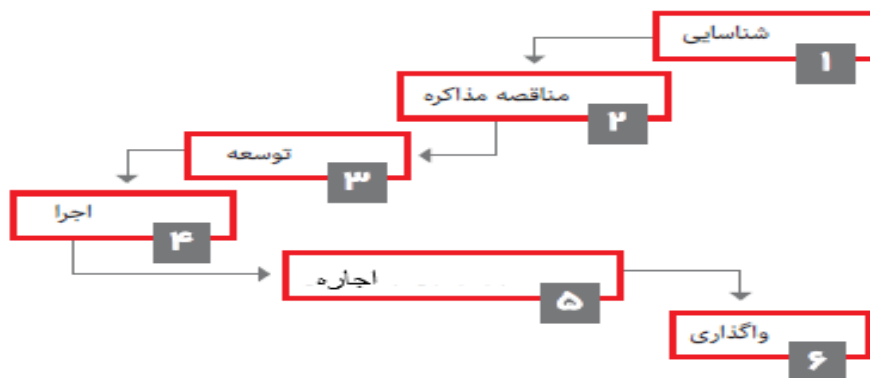 شناسایی
۱
مناقصه مذاکره
۲
توسعه
۳
اجرا
۴
اجاره
۵
واگذاری
۶